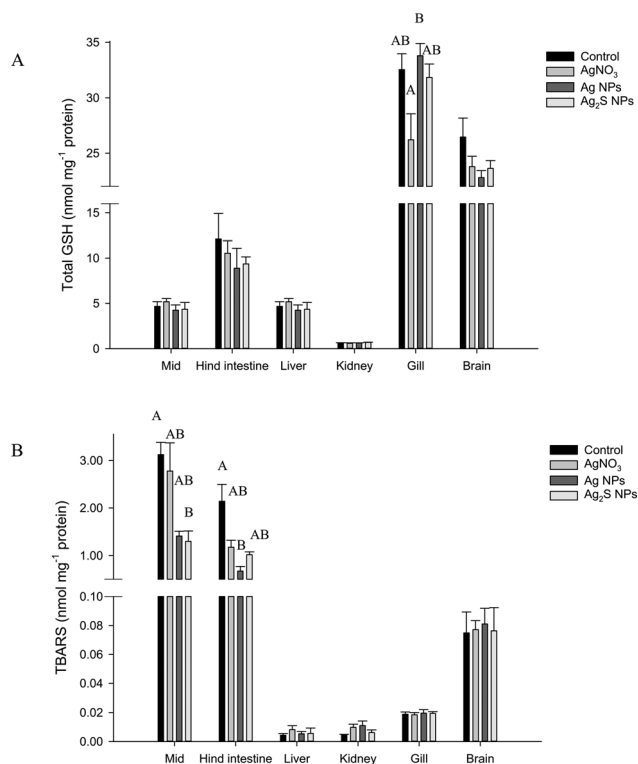 A
B
AB
AB
A
Control
AgNO₃
Ag NPs
Ag₂S NPs
Total GSH (nmol mg⁻¹ protein)
35
30
25
15
10
5
0
Mid Hind intestine Liver Kidney Gill Brain
B
A
AB
AB
B
A
AB
B
AB
Control
AgNO₃
Ag NPs
Ag₂S NPs
TBARS (nmol mg⁻¹ protein)
3.00
2.00
1.00
0.10
0.08
0.06
0.04
0.02
0.00
Mid Hind intestine Liver Kidney Gill Brain